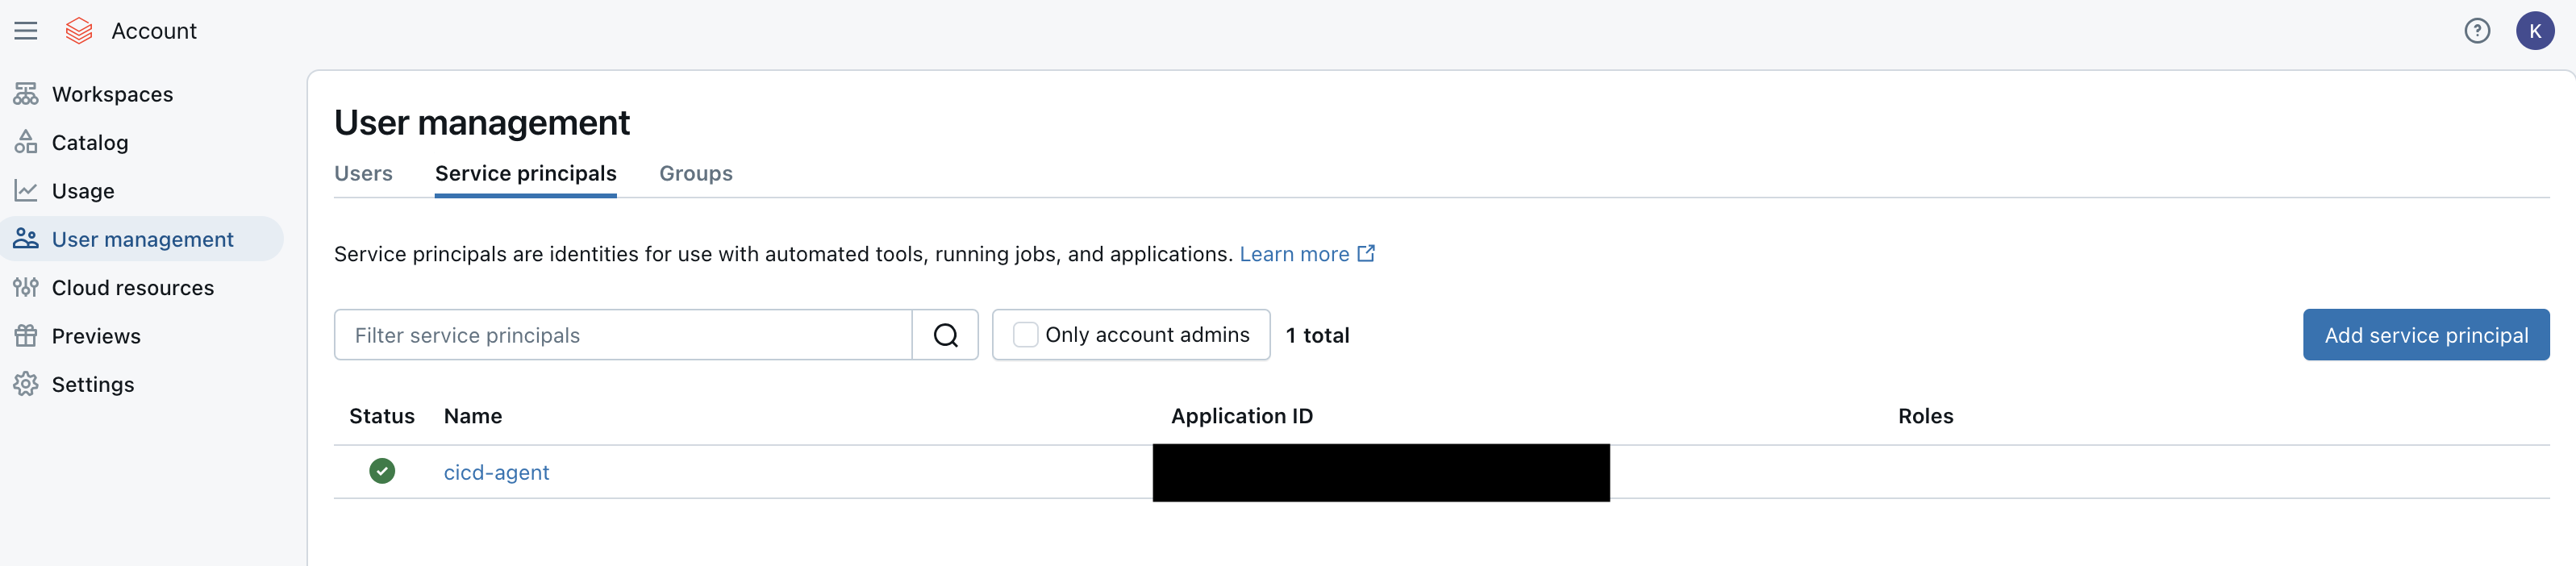 Account
?
K
Workspaces
Catalog
Usage
User management
Cloud resources
Previews
Settings
User management
Users Service principals Groups
Service principals are identities for use with automated tools, running jobs, and applications. Learn more
Filter service principals Only account admins 1 total Add service principal
Status Name Application ID Roles
cicd-agent